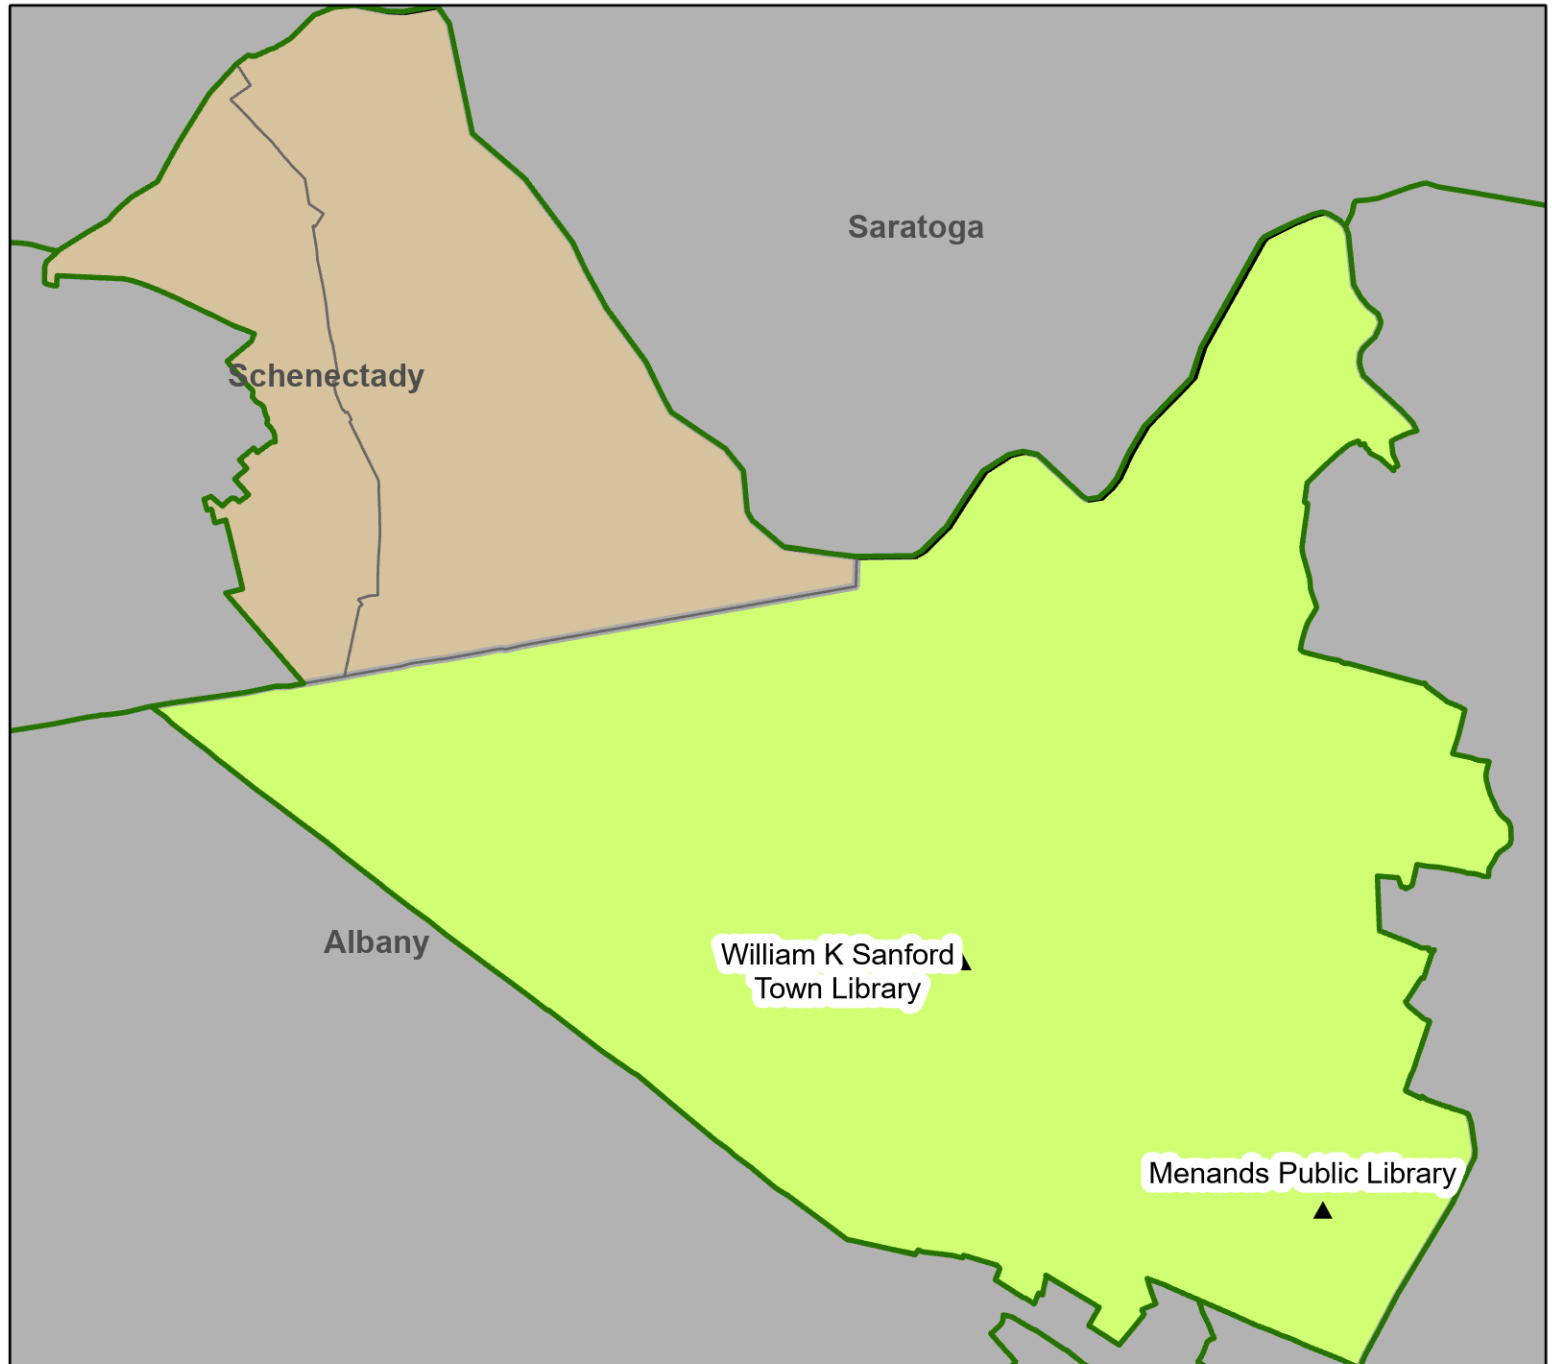 Saratoga
Schenectady
Albany
William K Sanford
Town Library
Menands Public Library